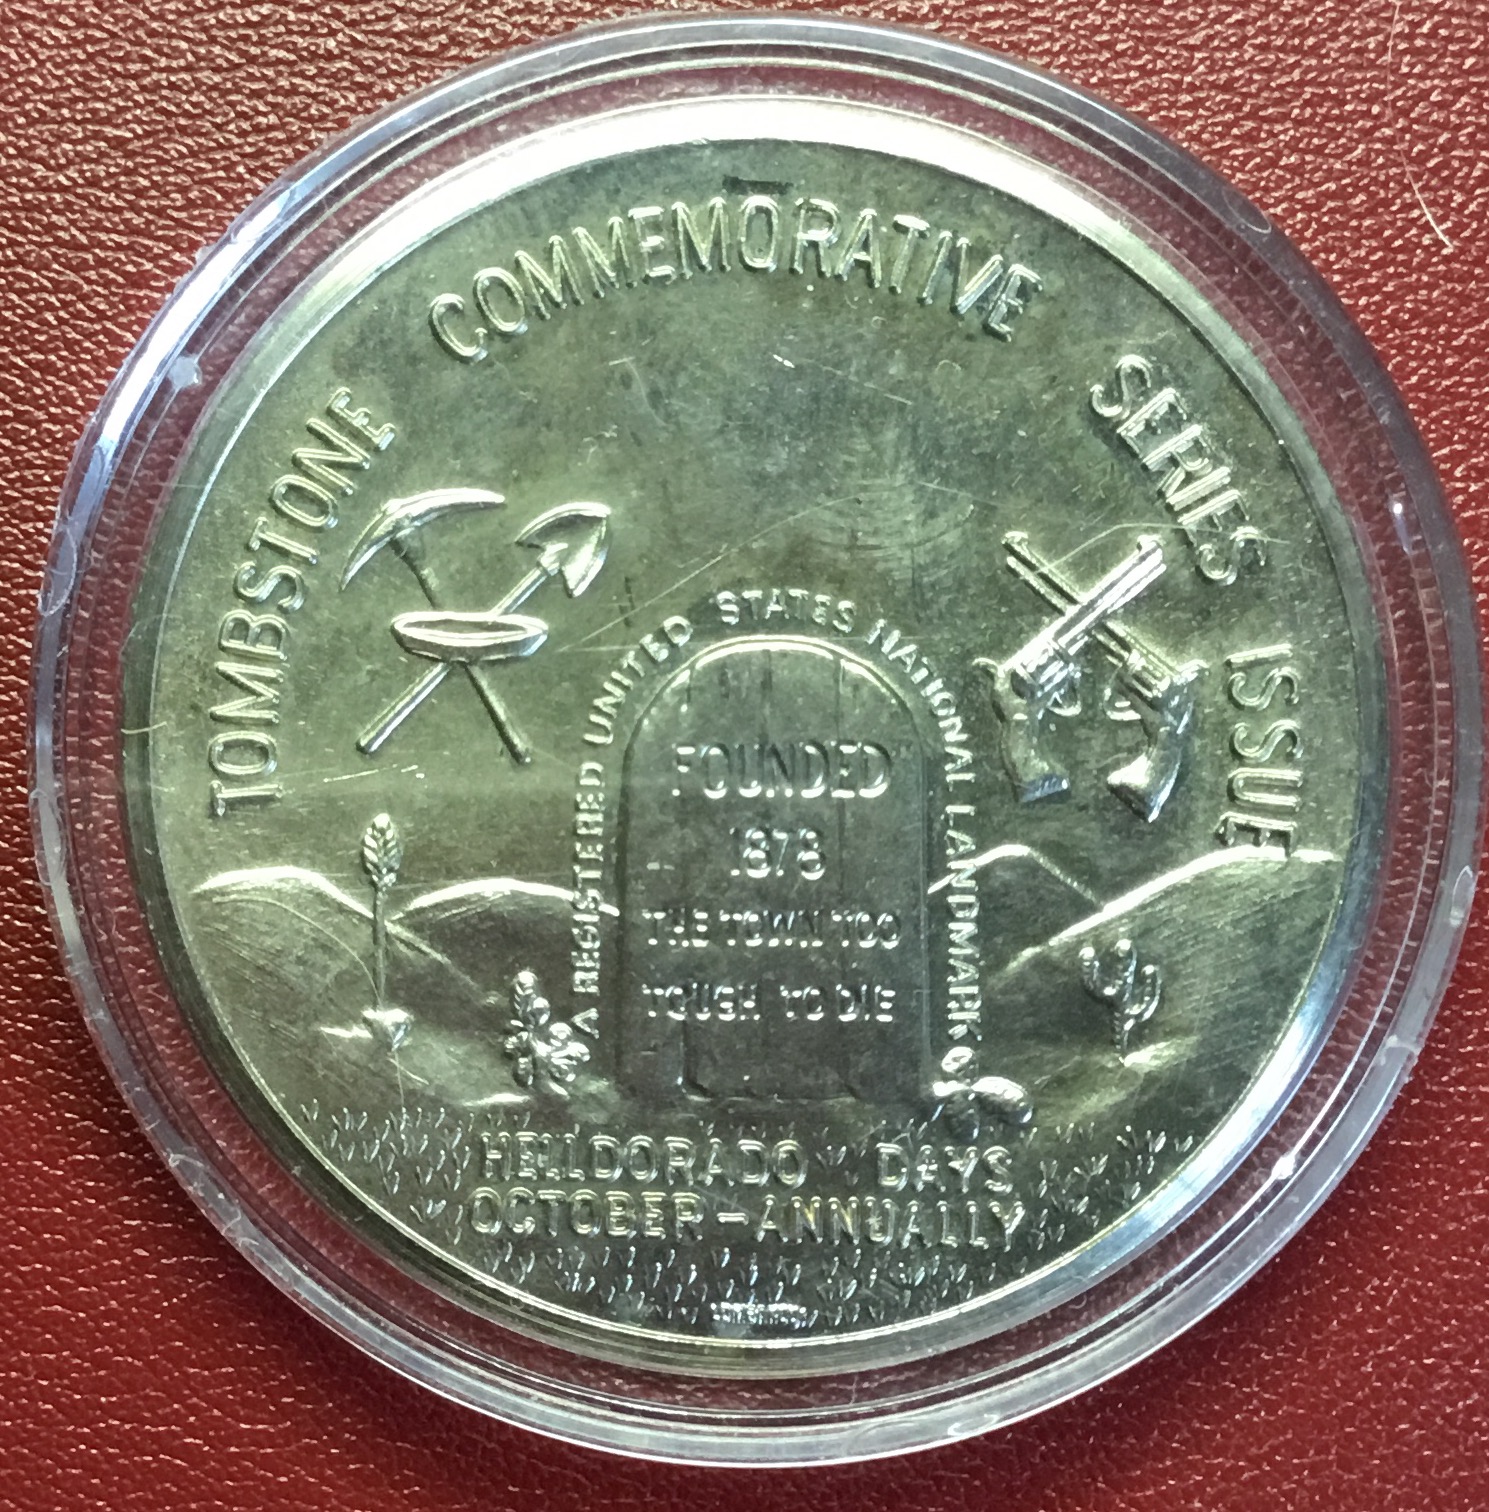 TOMBSTONE COMMEMORATIVE SERIES ISSUE
A REGISTERED UNITED STATES NATIONAL LANDMARK
FOUNDED
1878
THE TOWN TOO
TOUGH TO DIE
HELLDORADO DAYS
OCTOBER - ANNUALLY